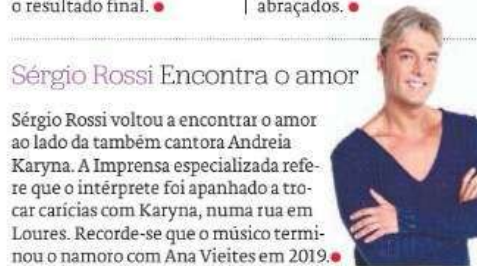 o resultado final.
abraçados.
Sérgio Rossi Encontra o amor
Sérgio Rossi voltou a encontrar o amor
ao lado da também cantora Andreia
Karyna. A Imprensa especializada refe-
re que o intérprete foi apanhado a tro-
car carícias com Karyna, numa rua em
Loures. Recorde-se que o músico termi-
nou o namoro com Ana Vieites em 2019.